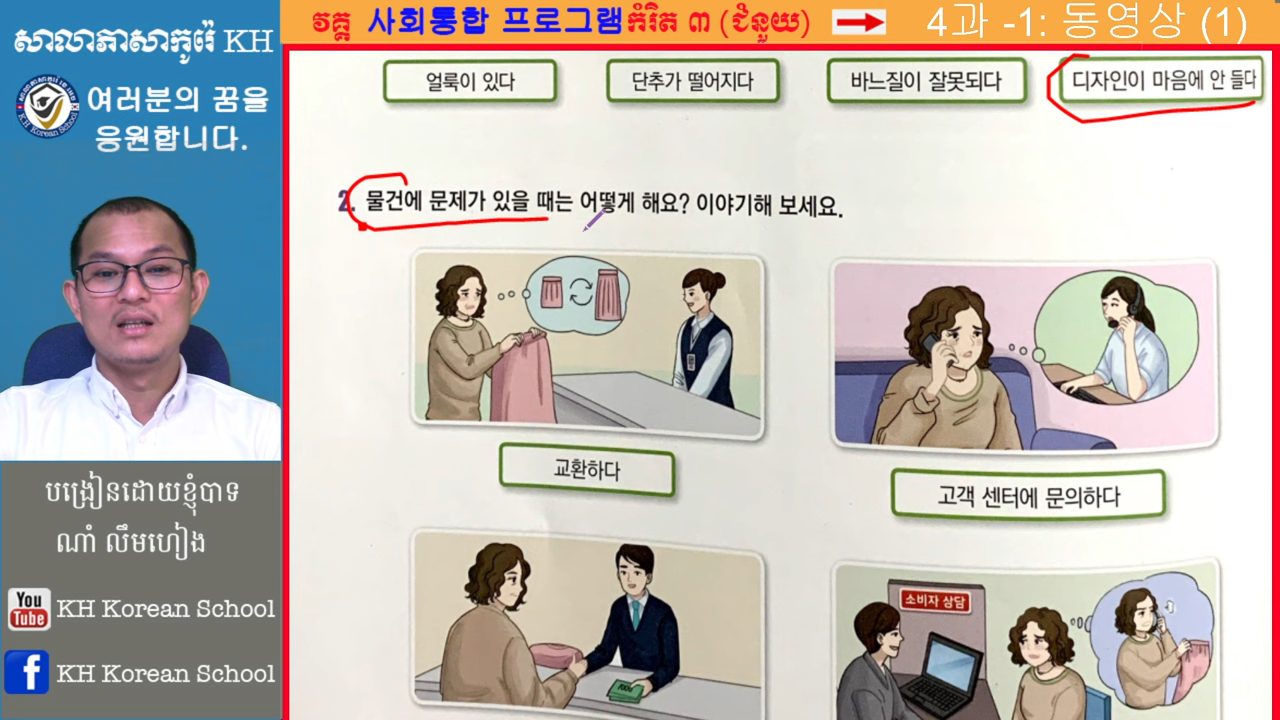 សាលាភាសាកូរ៉េ KH
여러분의 꿈을
응원합니다.
បង្រៀនដោយខ្ញុំបាទ
ណាំ លឹមហៀង
You Tube KH Korean School
f KH Korean School
វគ្គ 사회통합 프로그램 កំរិត ៣ (ជំនួយ) 4과 -1: 동영상 (1)
얼룩이 있다
단추가 떨어지다
바느질이 잘못되다
디자인이 마음에 안 들다
2. 물건에 문제가 있을 때는 어떻게 해요? 이야기해 보세요.
교환하다
고객 센터에 문의하다
소비자 상담